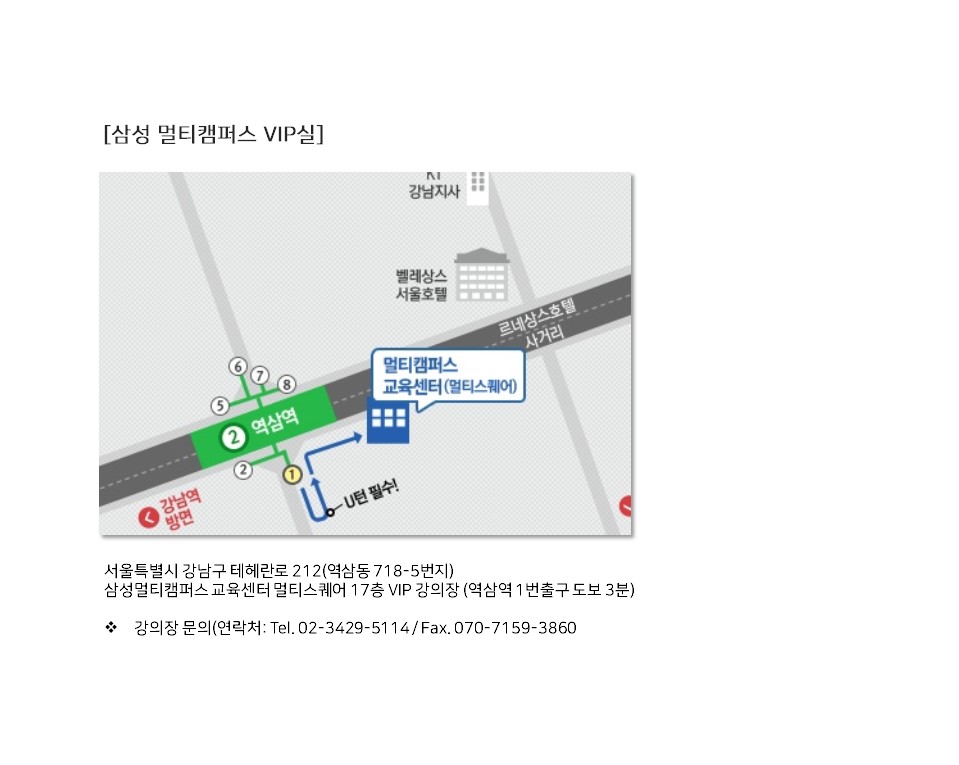 [삼성 멀티캠퍼스 VIP실]
KT
강남지사
벨레상스
서울호텔
르네상스호텔
사거리
멀티캠퍼스
교육센터(멀티스퀘어)
6
7
8
5
2 역삼역
2
1
U턴 필수!
강남역
방면
서울특별시 강남구 테헤란로 212(역삼동 718-5번지)
삼성멀티캠퍼스 교육센터 멀티스퀘어 17층 VIP 강의장 (역삼역 1번출구 도보 3분)
❖ 강의장 문의(연락처: Tel. 02-3429-5114 / Fax. 070-7159-3860